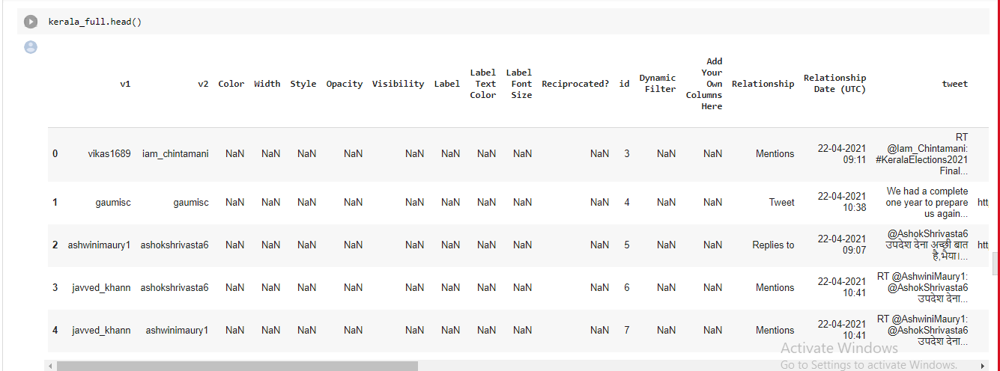 kerala_full.head()
v1 v2 Color Width Style Opacity Visibility Label Label Text Color Label Font Size Reciprocated? id Dynamic Filter Add Your Own Columns Here Relationship Relationship Date (UTC) tweet
0 vikas1689 iam_chintamani NaN NaN NaN NaN NaN NaN NaN NaN NaN 3 NaN NaN Mentions 22-04-2021 09:11 RT @Iam_Chintamani: #KeralaElections2021 Final...
1 gaumisc gaumisc NaN NaN NaN NaN NaN NaN NaN NaN NaN 4 NaN NaN Tweet 22-04-2021 10:38 We had a complete one year to prepare us again... htt
2 ashwinimaury1 ashokshrivasta6 NaN NaN NaN NaN NaN NaN NaN NaN NaN 5 NaN NaN Replies to 22-04-2021 09:07 @AshokShrivasta6 उपदेश देना अच्छी बात है,भैया।... htt
3 javved_khann ashokshrivasta6 NaN NaN NaN NaN NaN NaN NaN NaN NaN 6 NaN NaN Mentions 22-04-2021 10:41 RT @AshwiniMaury1: @AshokShrivasta6 उपदेश देना...
4 javved_khann ashwinimaury1 NaN NaN NaN NaN NaN NaN NaN NaN NaN 7 NaN NaN Mentions 22-04-2021 10:41 RT @AshwiniMaury1: @AshokShrivasta6 उपदेश देना...
Activate Windows
Go to Settings to activate Windows.